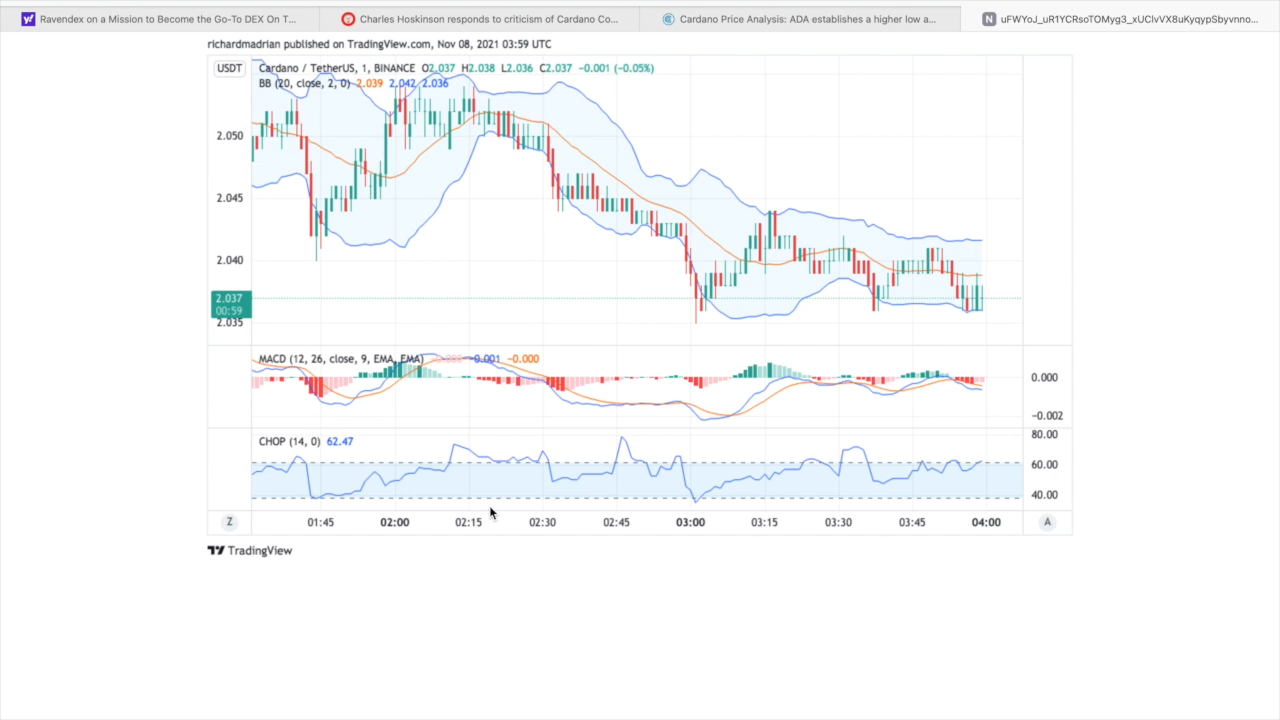 Ravendex on a Mission to Become the Go-To DEX On T...
Charles Hoskinson responds to criticism of Cardano Co...
Cardano Price Analysis: ADA establishes a higher low a...
N uFWYoJ_uR1YCRsoTOMyg3_xUClvVX8uKyqypSbyvnno...
richardmadrian published on TradingView.com, Nov 08, 2021 03:59 UTC
USDT
Cardano / TetherUS, 1, BINANCE O2.037 H2.038 L2.036 C2.037 −0.001 (−0.05%)
BB (20, close, 2, 0) 2.039 2.042 2.036
2.050
2.045
2.040
2.037
00:59
2.035
MACD (12, 26, close, 9, EMA, EMA) −0.001 −0.000
0.000
−0.002
CHOP (14, 0) 62.47
80.00
60.00
40.00
Z 01:45 02:00 02:15 02:30 02:45 03:00 03:15 03:30 03:45 04:00 A
TradingView